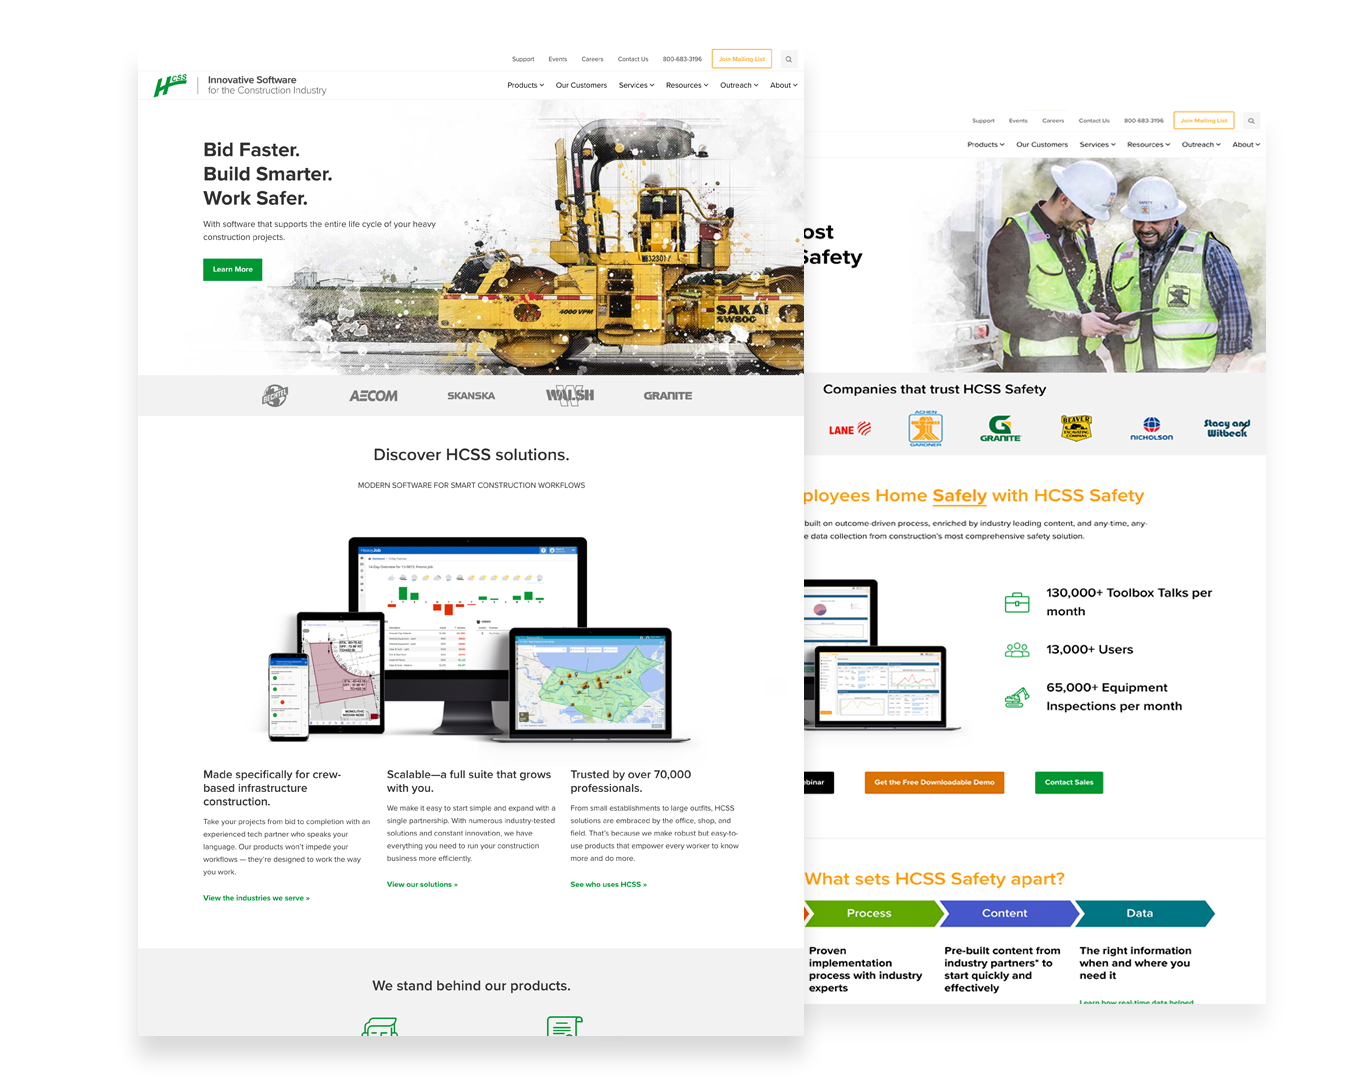 Support Events Careers Contact Us 800-683-3196 Join Mailing List
HCSS
Innovative Software
for the Construction Industry
Products Our Customers Services Resources Outreach About
Bid Faster.
Build Smarter.
Work Safer.
With software that supports the entire life cycle of your heavy
construction projects.
Learn More
4000 VPM
SAKAI
SW800
BECHTEL
AECOM
SKANSKA
WALSH
GRANITE
Discover HCSS solutions.
MODERN SOFTWARE FOR SMART CONSTRUCTION WORKFLOWS
HeavyJob
Made specifically for crew-
based infrastructure
construction.
Take your projects from bid to completion with an
experienced tech partner who speaks your
language. Our products won't impede your
workflows — they're designed to work the way
you work.
View the industries we serve »
Scalable—a full suite that grows
with you.
We make it easy to start simple and expand with a
single partnership. With numerous industry-tested
solutions and constant innovation, we have
everything you need to run your construction
business more efficiently.
View our solutions »
Trusted by over 70,000
professionals.
From small establishments to large outfits, HCSS
solutions are embraced by the office, shop, and
field. That's because we make robust but easy-to-
use products that empower every worker to know
more and do more.
See who uses HCSS »
We stand behind our products.
Support Events Careers Contact Us 800-683-3196 Join Mailing List
Products Our Customers Services Resources Outreach About
ost
Safety
Companies that trust HCSS Safety
LANE
ACHEN
GARDNER
GRANITE
BEAVER
EXCAVATING
COMPANY
NICHOLSON
Stacy and
Witbeck
ployees Home Safely with HCSS Safety
built on outcome-driven process, enriched by industry leading content, and any-time, any-
e data collection from construction's most comprehensive safety solution.
130,000+ Toolbox Talks per
month
13,000+ Users
65,000+ Equipment
Inspections per month
binar
Get the Free Downloadable Demo
Contact Sales
What sets HCSS Safety apart?
Process
Content
Data
Proven
implementation
process with industry
experts
Pre-built content from
industry partners* to
start quickly and
effectively
The right information
when and where you
need it
Learn how real-time data helped